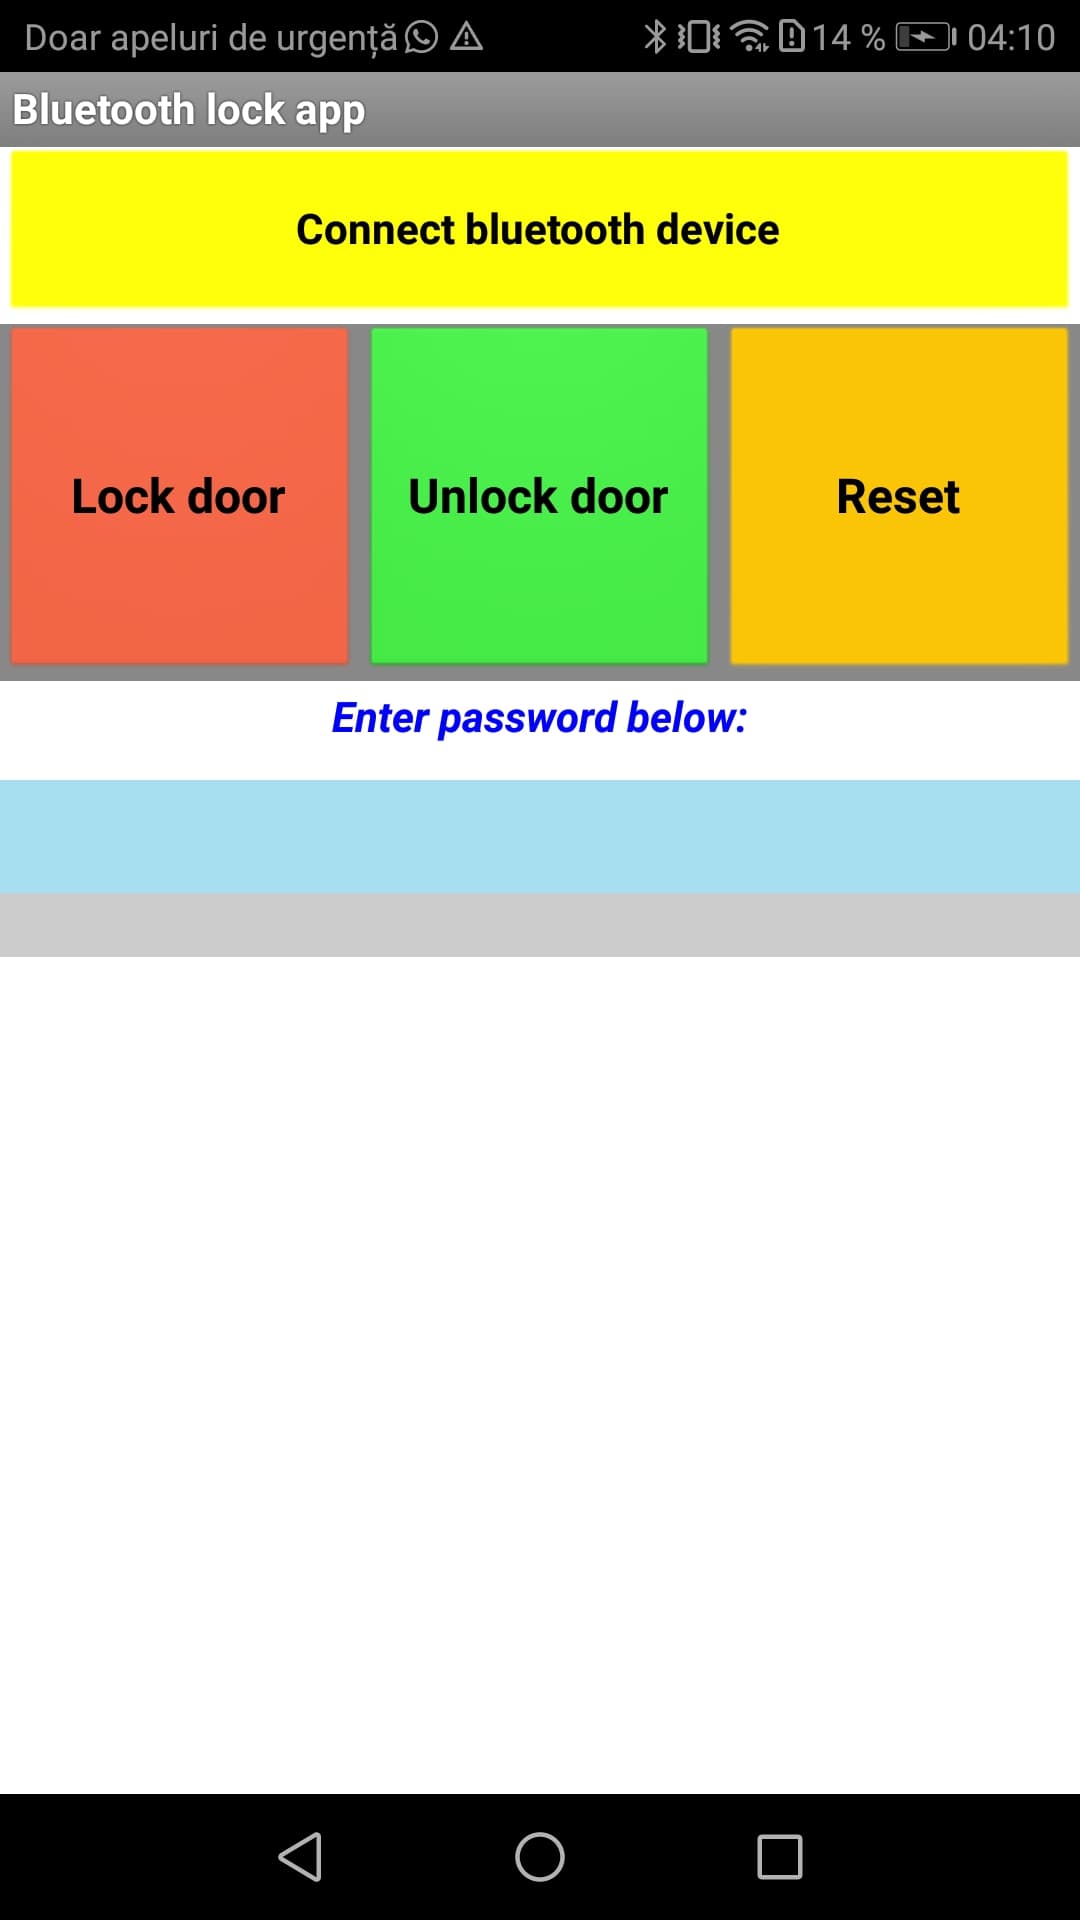 Doar apeluri de urgență 14 % 04:10
Bluetooth lock app
Connect bluetooth device
Lock door Unlock door Reset
Enter password below: